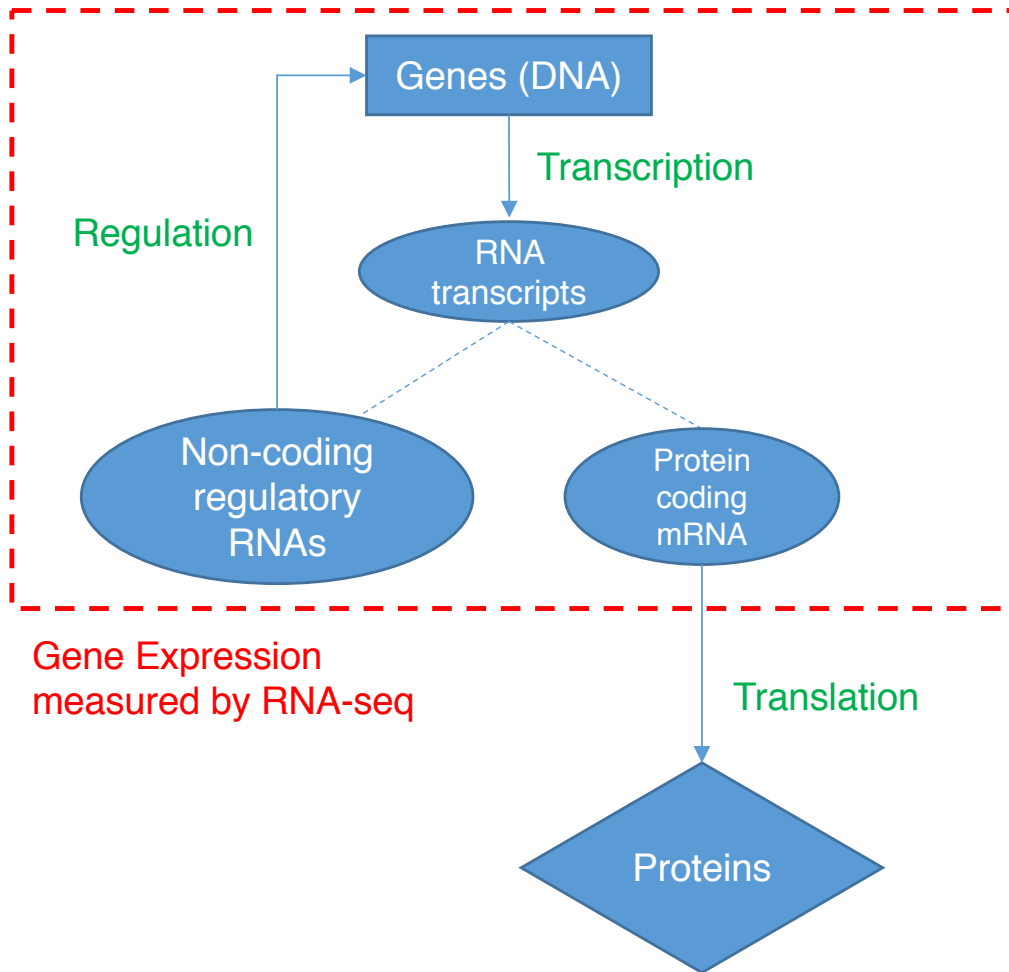 Genes (DNA)
Transcription
Regulation
RNA
transcripts
Non-coding
regulatory
RNAs
Protein
coding
mRNA
Gene Expression
measured by RNA-seq
Translation
Proteins